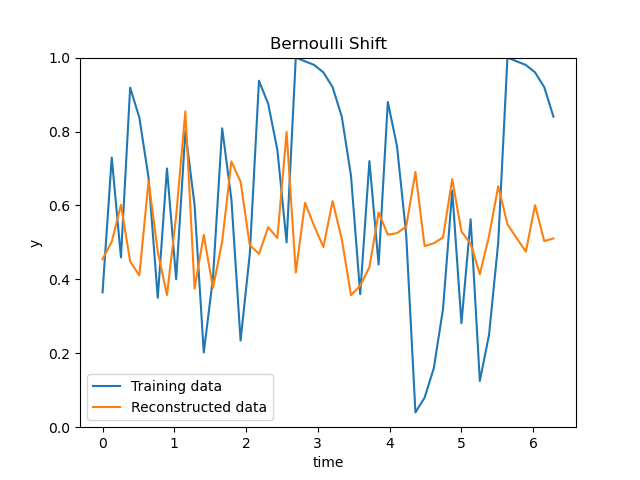 Bernoulli Shift
1.0
0.8
0.6
0.4
0.2
0.0
y
Training data
Reconstructed data
0 1 2 3 4 5 6
time